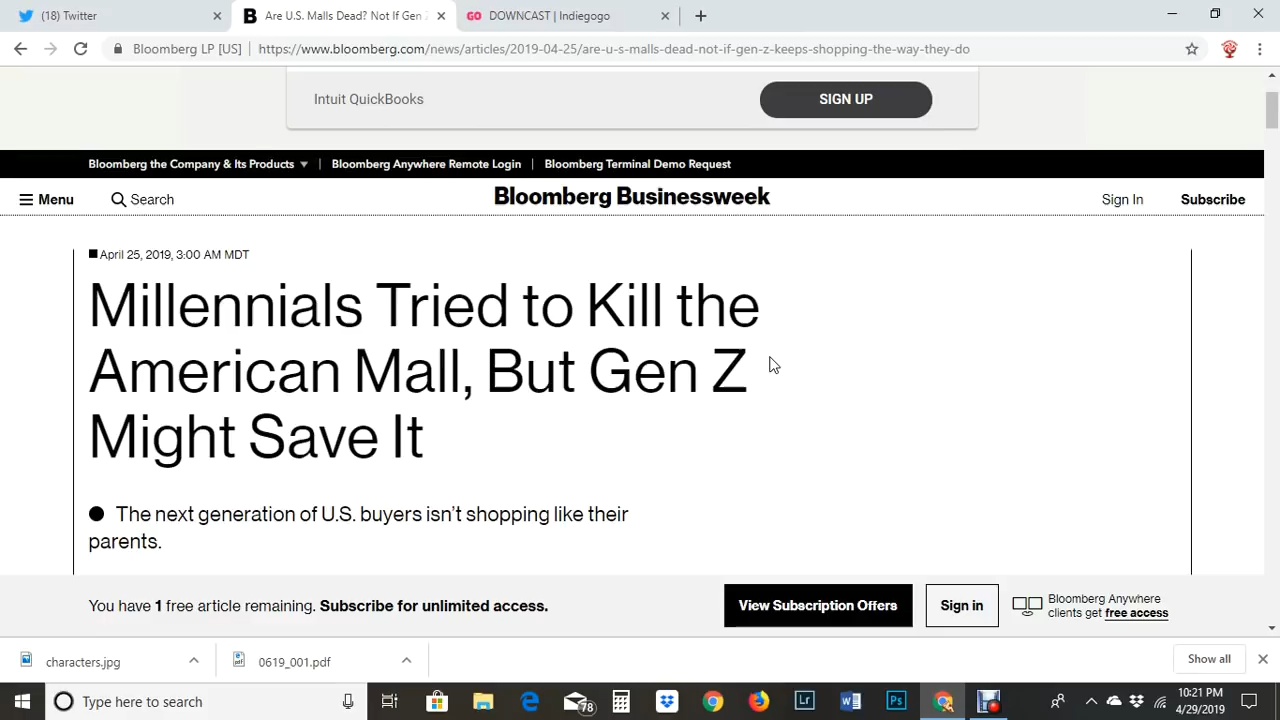 (18) Twitter
Are U.S. Malls Dead? Not If Gen Z
DOWNCAST | Indiegogo
Bloomberg LP [US]
https://www.bloomberg.com/news/articles/2019-04-25/are-u-s-malls-dead-not-if-gen-z-keeps-shopping-the-way-they-do
Intuit QuickBooks
SIGN UP
Bloomberg the Company & Its Products
Bloomberg Anywhere Remote Login
Bloomberg Terminal Demo Request
Menu
Search
Bloomberg Businessweek
Sign In
Subscribe
April 25, 2019, 3:00 AM MDT
Millennials Tried to Kill the
American Mall, But Gen Z
Might Save It
The next generation of U.S. buyers isn't shopping like their
parents.
You have 1 free article remaining. Subscribe for unlimited access.
View Subscription Offers
Sign in
Bloomberg Anywhere
clients get free access
characters.jpg
0619_001.pdf
Show all
Type here to search
78
Lr
Ps
10:21 PM
4/29/2019